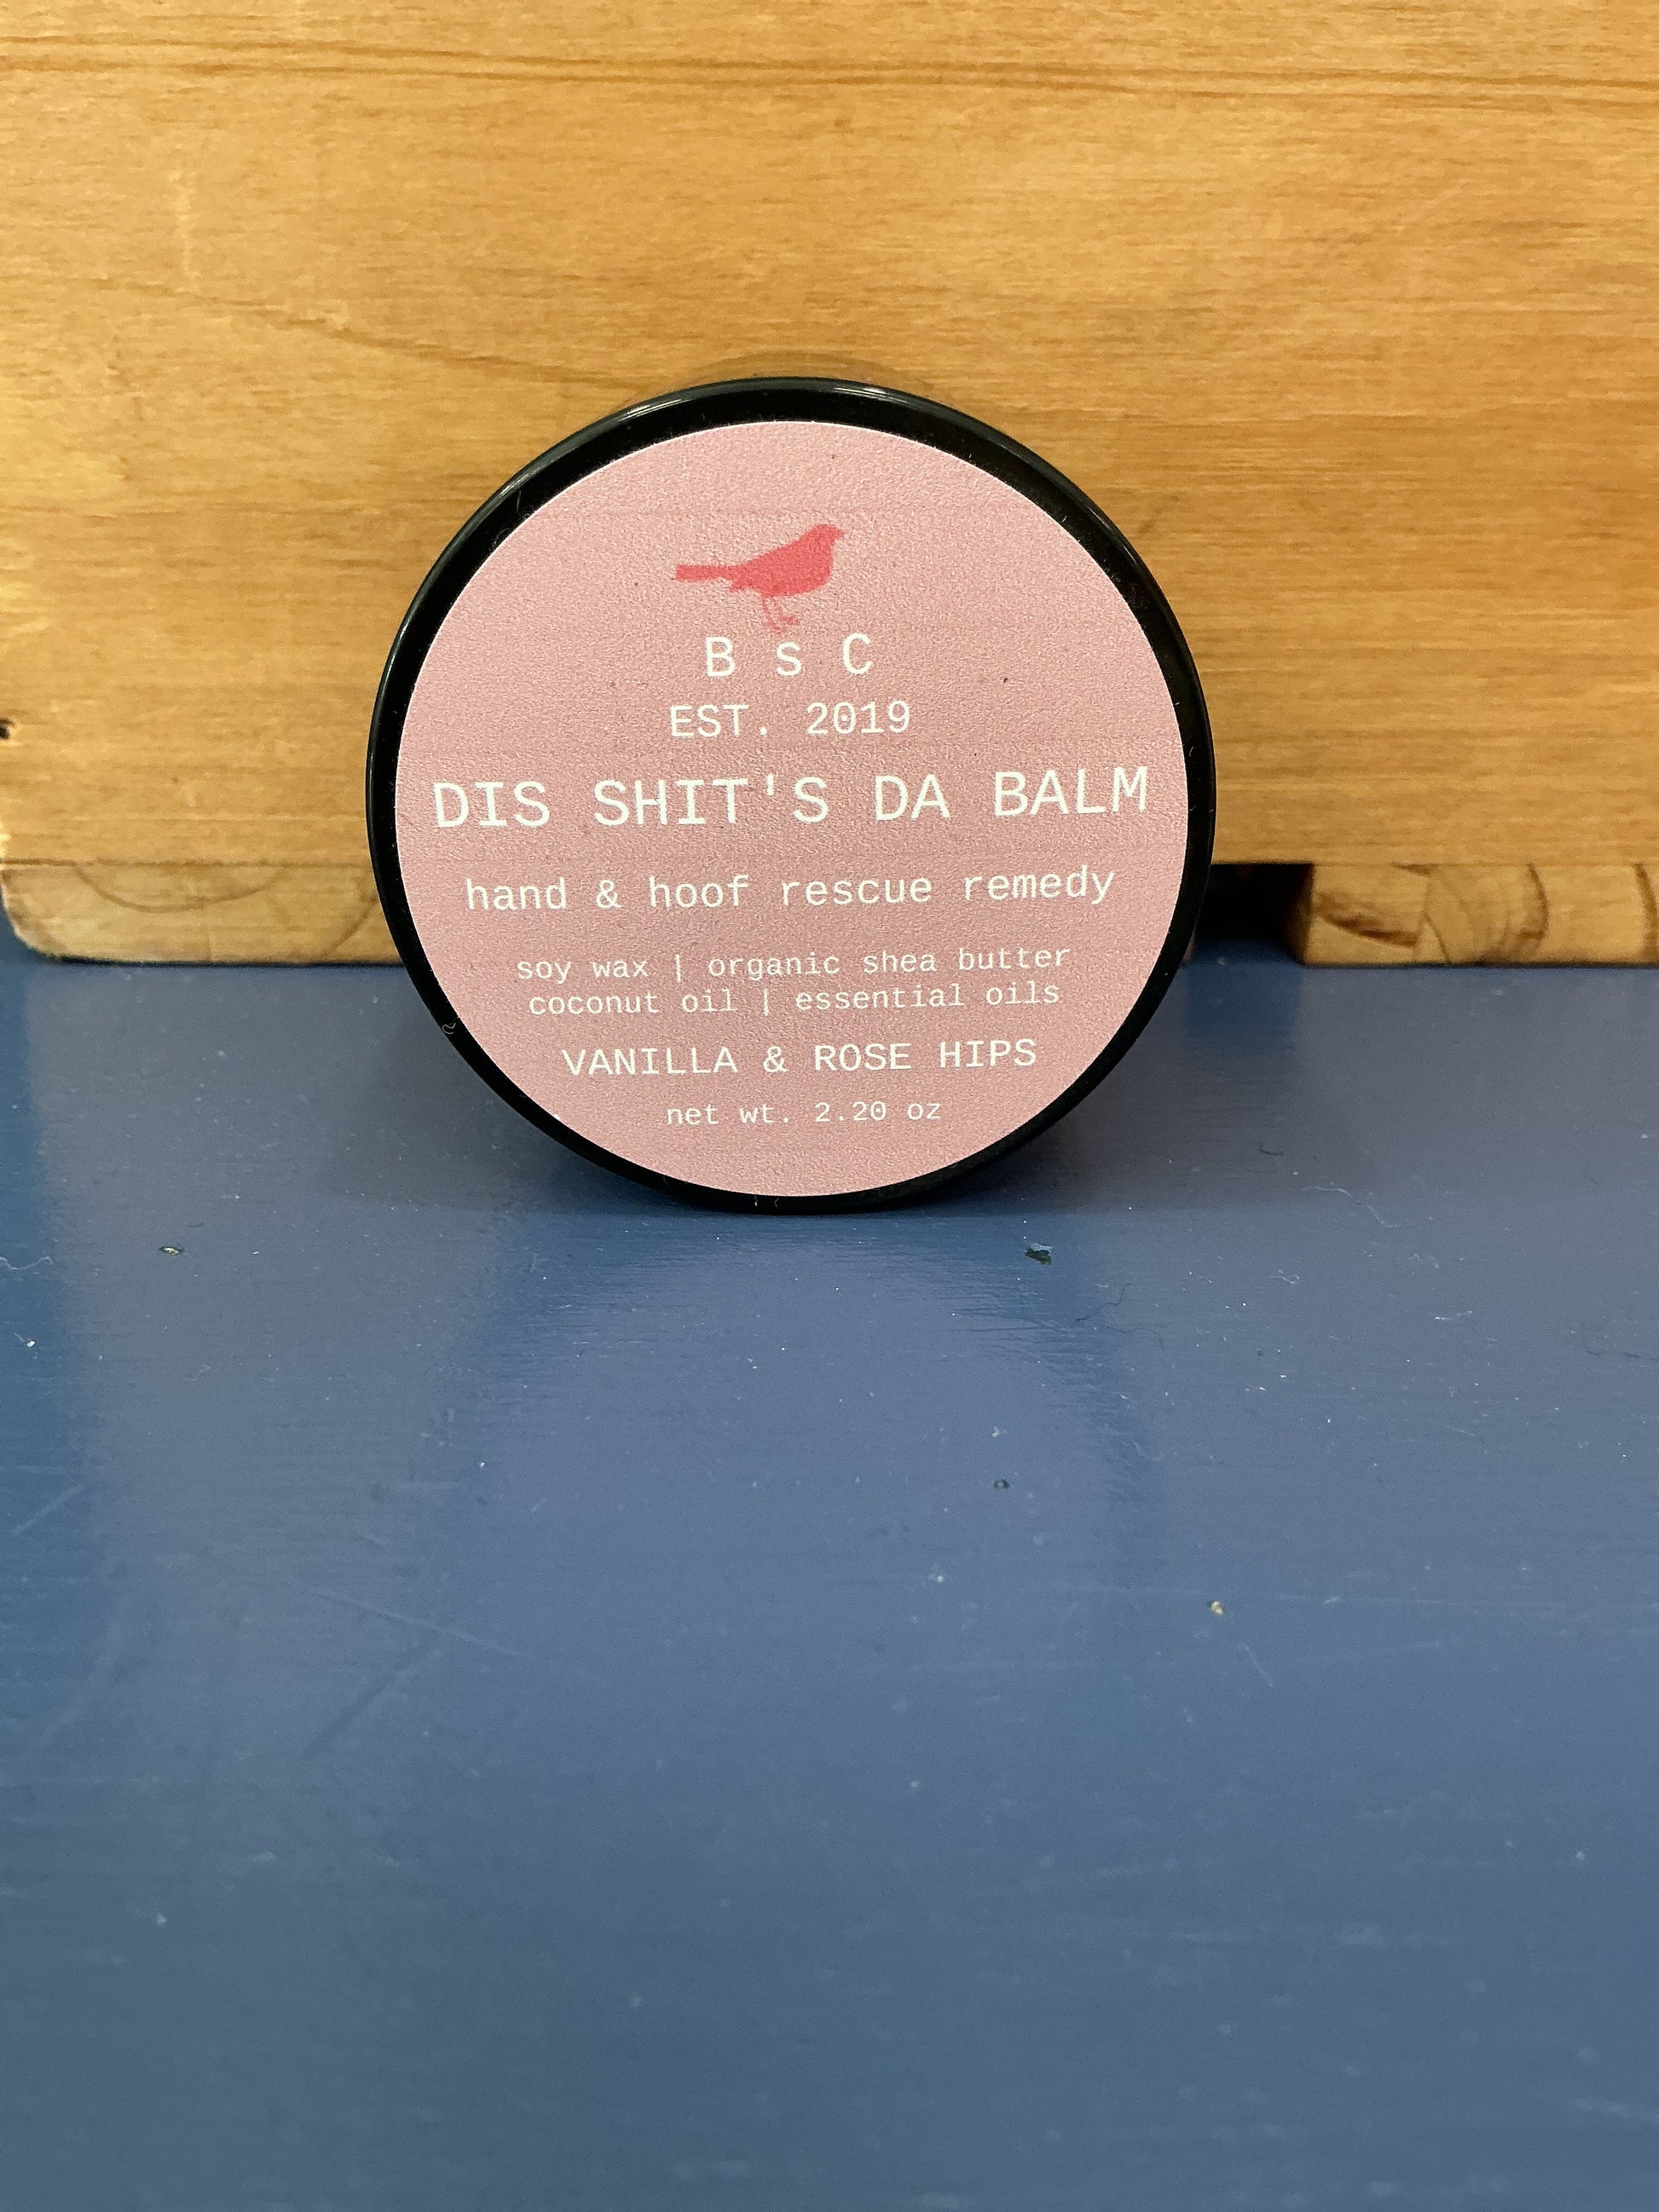 B s C
EST. 2019
DIS SHIT'S DA BALM
hand & hoof rescue remedy
soy wax | organic shea butter
coconut oil | essential oils
VANILLA & ROSE HIPS
net wt. 2.20 oz